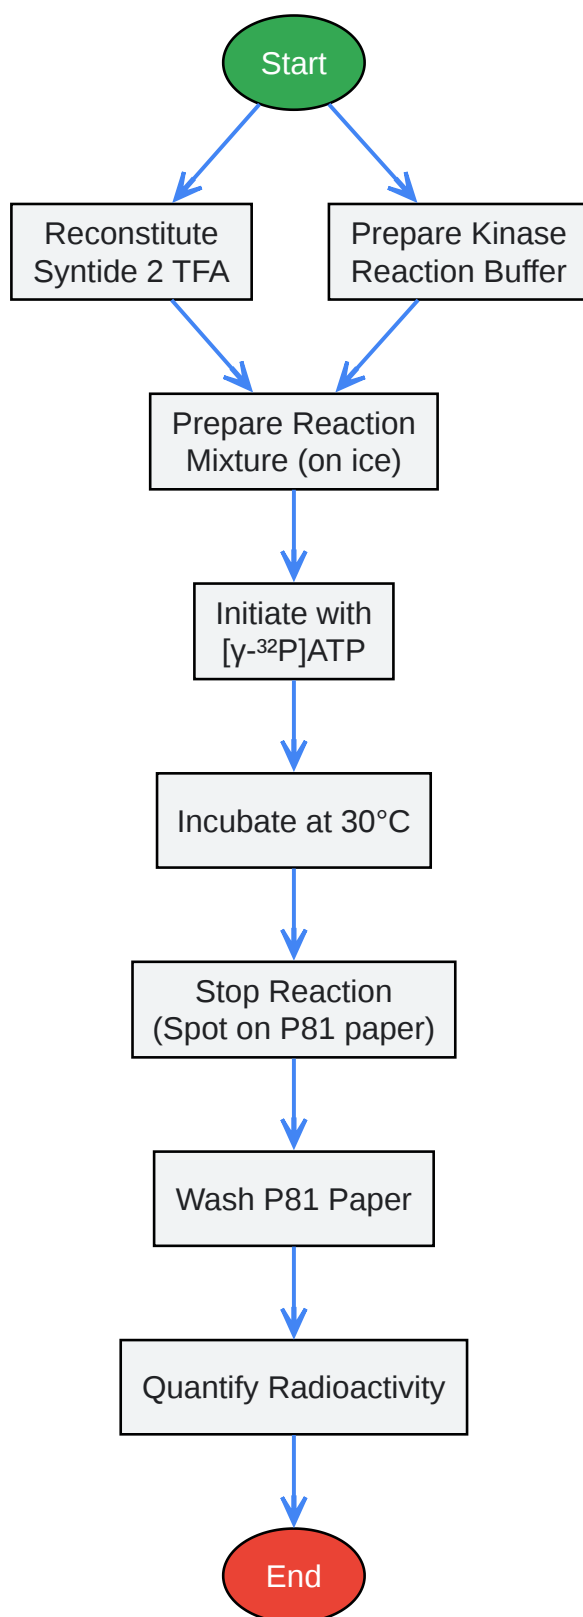 Start
Reconstitute
Syntide 2 TFA
Prepare Kinase
Reaction Buffer
Prepare Reaction
Mixture (on ice)
Initiate with
[γ-³²P]ATP
Incubate at 30°C
Stop Reaction
(Spot on P81 paper)
Wash P81 Paper
Quantify Radioactivity
End